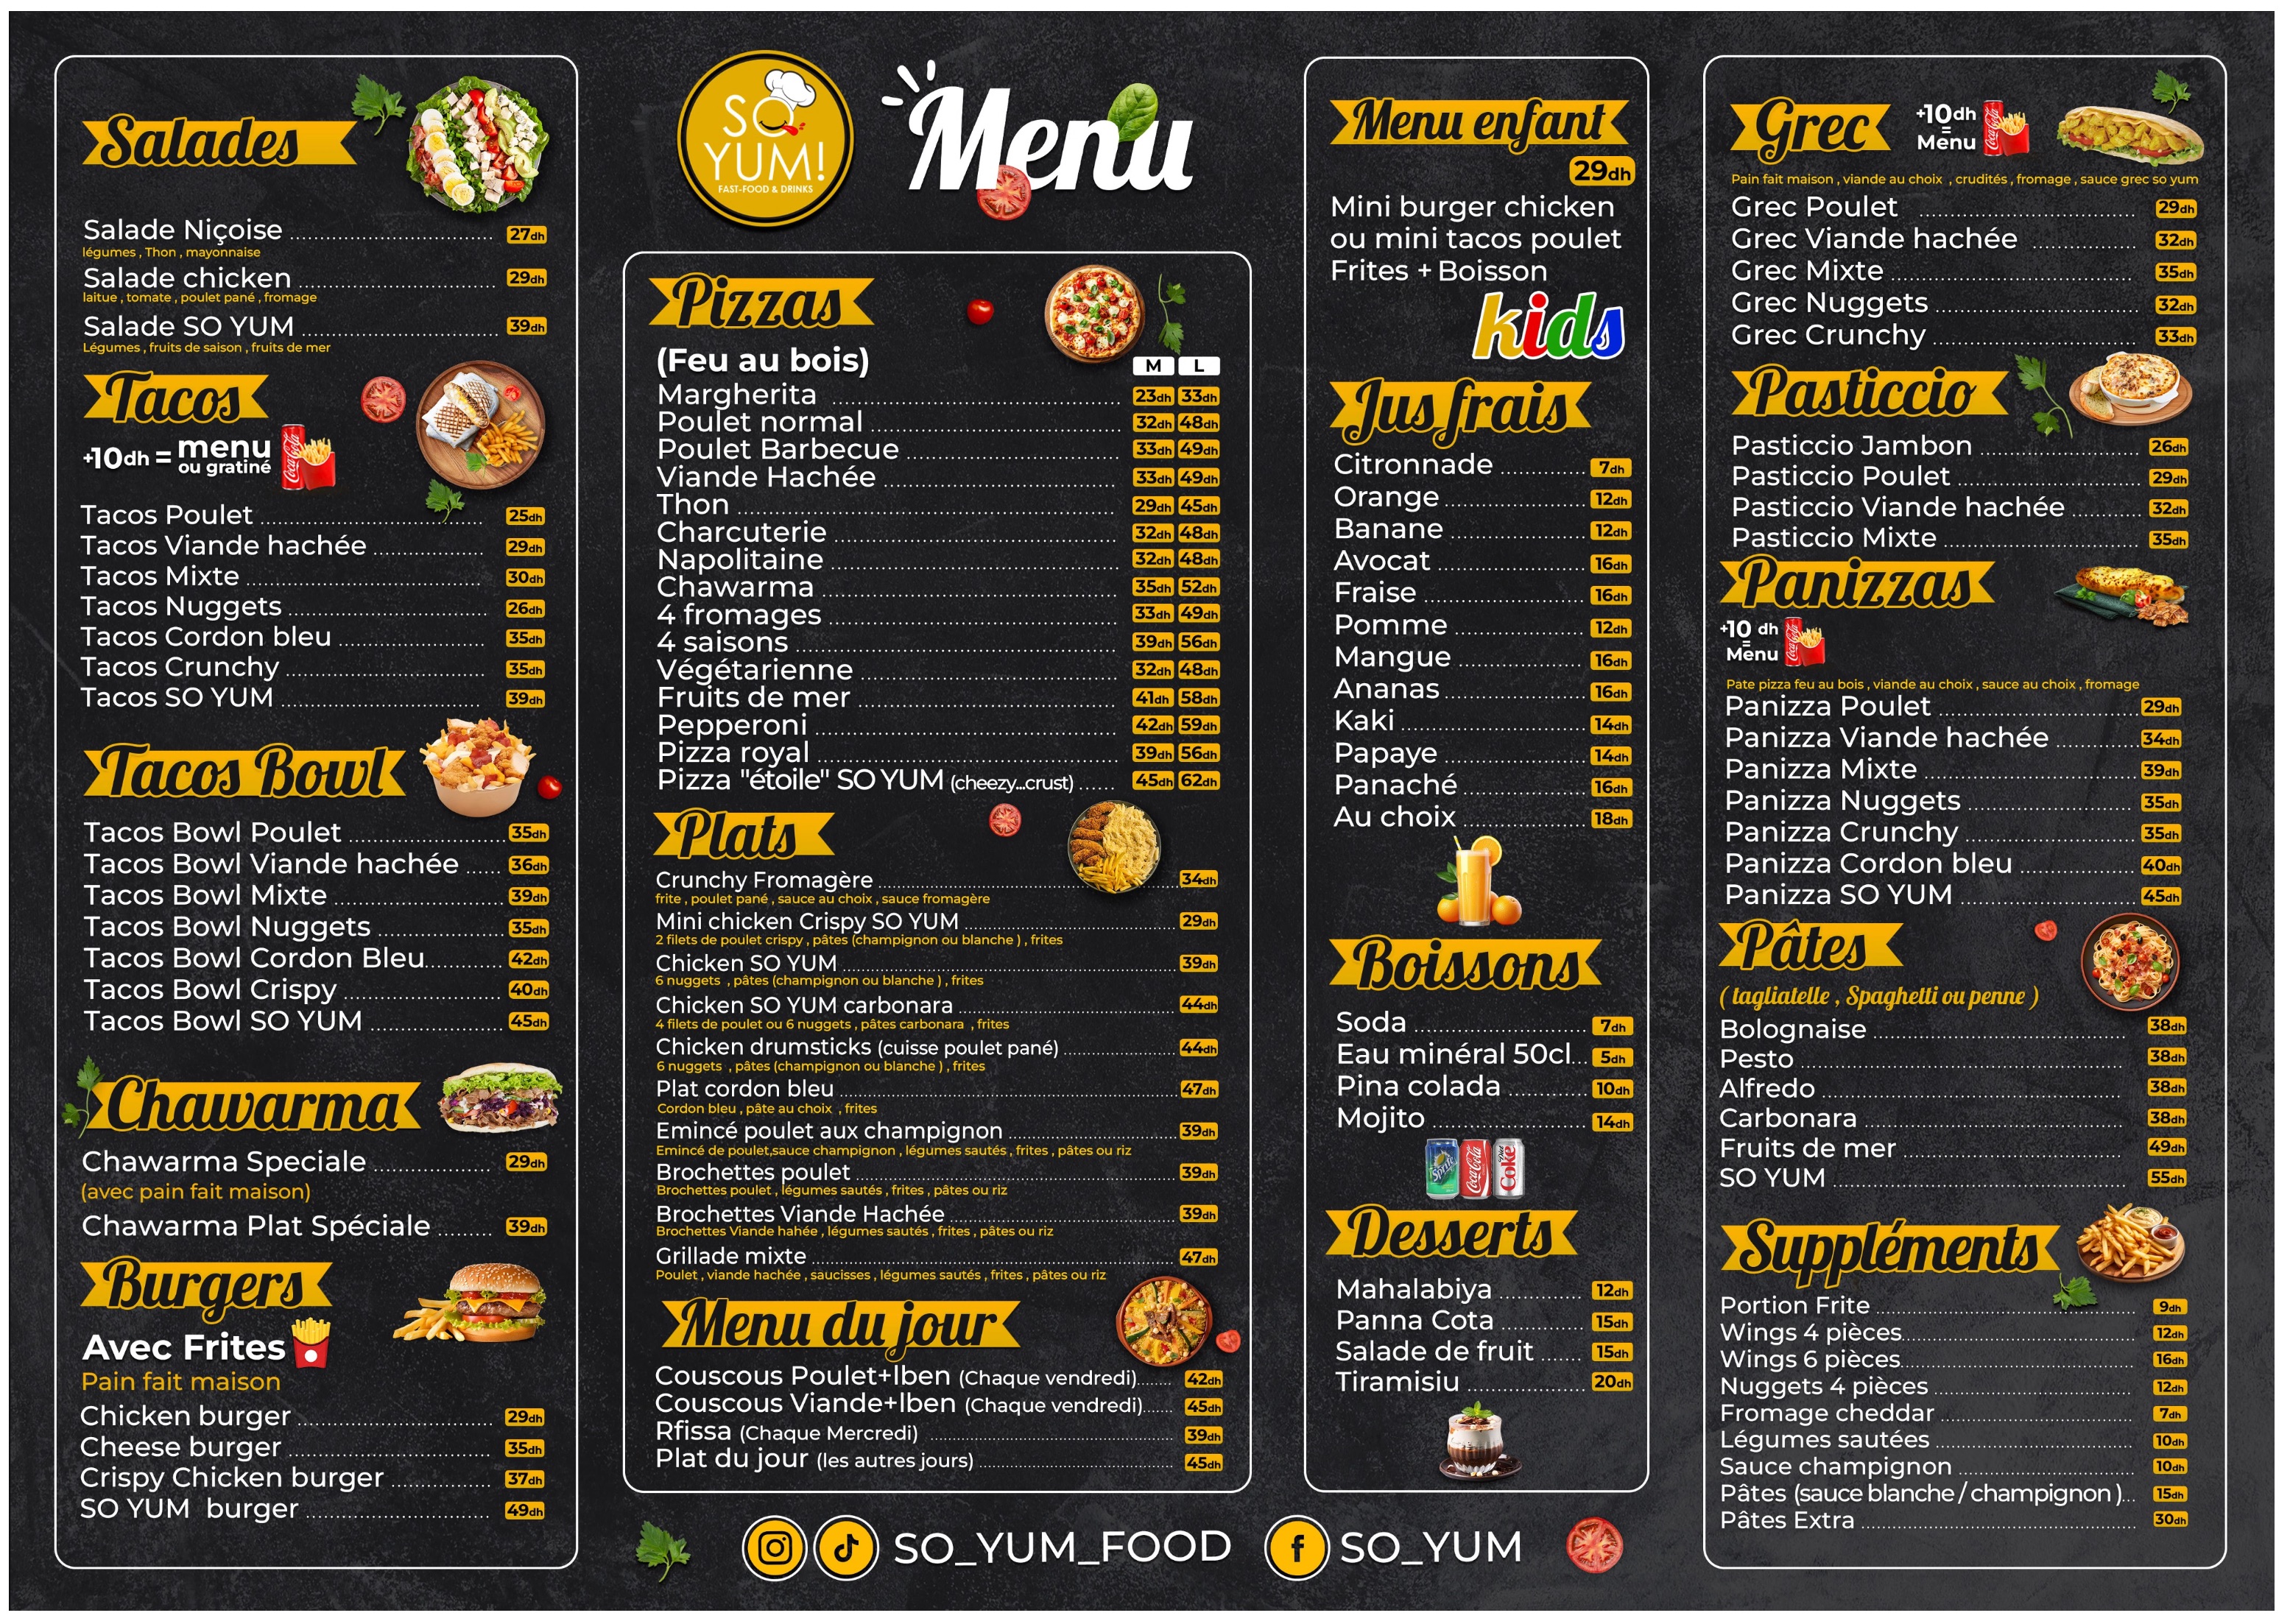 Salades
Salade Niçoise 27dh
légumes , Thon , mayonnaise
Salade chicken 29dh
laitue , tomate , poulet pané , fromage
Salade SO YUM 39dh
Légumes , fruits de saison , fruits de mer
Tacos
+10dh = menu
ou gratiné
Tacos Poulet 25dh
Tacos Viande hachée 29dh
Tacos Mixte 30dh
Tacos Nuggets 26dh
Tacos Cordon bleu 35dh
Tacos Crunchy 35dh
Tacos SO YUM 39dh
Tacos Bowl
Tacos Bowl Poulet 35dh
Tacos Bowl Viande hachée 36dh
Tacos Bowl Mixte 39dh
Tacos Bowl Nuggets 35dh
Tacos Bowl Cordon Bleu 42dh
Tacos Bowl Crispy 40dh
Tacos Bowl SO YUM 45dh
Chawarma
Chawarma Speciale 29dh
(avec pain fait maison)
Chawarma Plat Spéciale 39dh
Burgers
Avec Frites
Pain fait maison
Chicken burger 29dh
Cheese burger 35dh
Crispy Chicken burger 37dh
SO YUM burger 49dh
SO YUM!
FAST-FOOD & DRINKS
Menu
Pizzas
(Feu au bois) M L
Margherita 23dh 33dh
Poulet normal 32dh 48dh
Poulet Barbecue 33dh 49dh
Viande Hachée 33dh 49dh
Thon 29dh 45dh
Charcuterie 32dh 48dh
Napolitaine 32dh 48dh
Chawarma 35dh 52dh
4 fromages 33dh 49dh
4 saisons 39dh 56dh
Végétarienne 32dh 48dh
Fruits de mer 41dh 58dh
Pepperoni 42dh 59dh
Pizza royal 39dh 56dh
Pizza "étoile" SO YUM (cheezy...crust) 45dh 62dh
Plats
Crunchy Fromagère 34dh
frite , poulet pané , sauce au choix , sauce fromagère
Mini chicken Crispy SO YUM 29dh
2 filets de poulet crispy , pâtes (champignon ou blanche ) , frites
Chicken SO YUM 39dh
6 nuggets , pâtes (champignon ou blanche ) , frites
Chicken SO YUM carbonara 44dh
4 filets de poulet ou 6 nuggets , pâtes carbonara , frites
Chicken drumsticks (cuisse poulet pané) 44dh
6 nuggets , pâtes (champignon ou blanche ) , frites
Plat cordon bleu 47dh
Cordon bleu , pâte au choix , frites
Emincé poulet aux champignon 39dh
Emincé de poulet,sauce champignon , légumes sautés , frites , pâtes ou riz
Brochettes poulet 39dh
Brochettes poulet , légumes sautés , frites , pâtes ou riz
Brochettes Viande Hachée 39dh
Brochettes Viande hahée , légumes sautés , frites , pâtes ou riz
Grillade mixte 47dh
Poulet , viande hachée , saucisses , légumes sautés , frites , pâtes ou riz
Menu du jour
Couscous Poulet+lben (Chaque vendredi) 42dh
Couscous Viande+lben (Chaque vendredi) 45dh
Rfissa (Chaque Mercredi) 39dh
Plat du jour (les autres jours) 45dh
Menu enfant
29dh
Mini burger chicken
ou mini tacos poulet
Frites + Boisson
kids
Jus frais
Citronnade 7dh
Orange 12dh
Banane 12dh
Avocat 16dh
Fraise 16dh
Pomme 12dh
Mangue 16dh
Ananas 16dh
Kaki 14dh
Papaye 14dh
Panaché 16dh
Au choix 18dh
Boissons
Soda 7dh
Eau minéral 50cl 5dh
Pina colada 10dh
Mojito 14dh
Sprite Coca-Cola Diet Coke
Desserts
Mahalabiya 12dh
Panna Cota 15dh
Salade de fruit 15dh
Tiramisiu 20dh
Grec
+10dh
=
Menu
Pain fait maison , viande au choix , crudités , fromage , sauce grec so yum
Grec Poulet 29dh
Grec Viande hachée 32dh
Grec Mixte 35dh
Grec Nuggets 32dh
Grec Crunchy 33dh
Pasticcio
Pasticcio Jambon 26dh
Pasticcio Poulet 29dh
Pasticcio Viande hachée 32dh
Pasticcio Mixte 35dh
Panizzas
+10 dh
=
Menu
Pate pizza feu au bois , viande au choix , sauce au choix , fromage
Panizza Poulet 29dh
Panizza Viande hachée 34dh
Panizza Mixte 39dh
Panizza Nuggets 35dh
Panizza Crunchy 35dh
Panizza Cordon bleu 40dh
Panizza SO YUM 45dh
Pâtes
( tagliatelle , Spaghetti ou penne )
Bolognaise 38dh
Pesto 38dh
Alfredo 38dh
Carbonara 38dh
Fruits de mer 49dh
SO YUM 55dh
Suppléments
Portion Frite 9dh
Wings 4 pièces 12dh
Wings 6 pièces 16dh
Nuggets 4 pièces 12dh
Fromage cheddar 7dh
Légumes sautées 10dh
Sauce champignon 10dh
Pâtes (sauce blanche / champignon ) 15dh
Pâtes Extra 30dh
SO_YUM_FOOD
SO_YUM